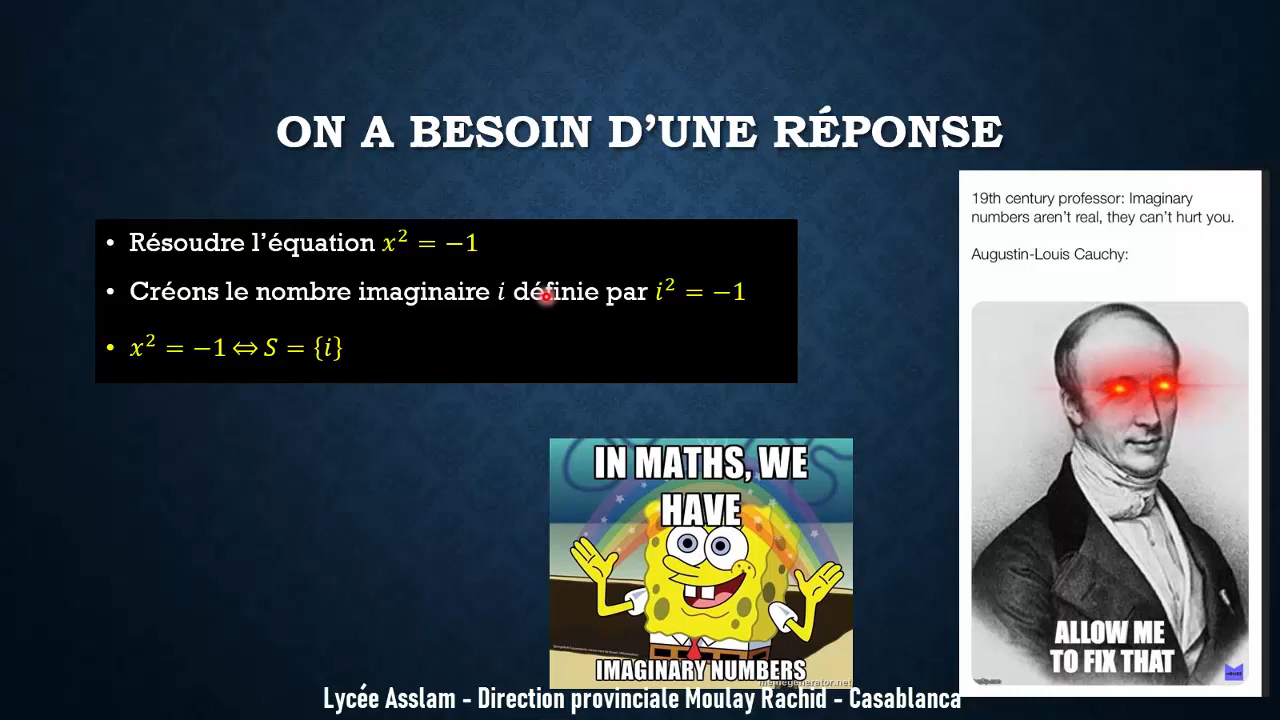 ON A BESOIN D’UNE RÉPONSE
• Résoudre l’équation x² = −1
• Créons le nombre imaginaire i définie par i² = −1
• x² = −1 ⇔ S = {i}
19th century professor: Imaginary
numbers aren’t real, they can’t hurt you.
Augustin-Louis Cauchy:
ALLOW ME
TO FIX THAT
IN MATHS, WE
HAVE
IMAGINARY NUMBERS
memegenerator.net
Lycée Asslam - Direction provinciale Moulay Rachid - Casablanca